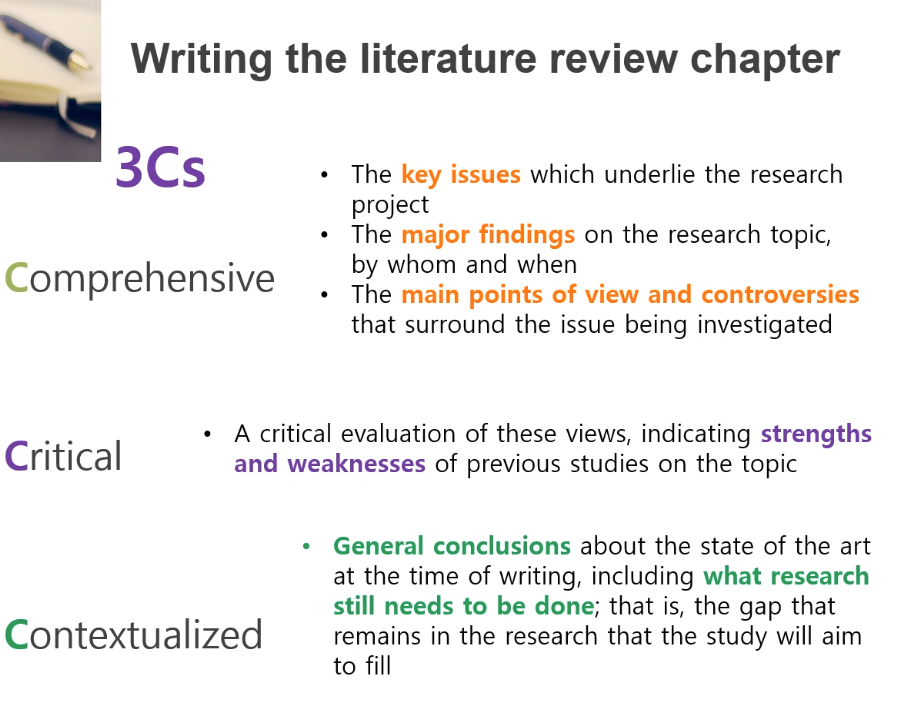 Writing the literature review chapter
3Cs
Comprehensive
• The key issues which underlie the research
project
• The major findings on the research topic,
by whom and when
• The main points of view and controversies
that surround the issue being investigated
Critical
• A critical evaluation of these views, indicating strengths
and weaknesses of previous studies on the topic
Contextualized
• General conclusions about the state of the art
at the time of writing, including what research
still needs to be done; that is, the gap that
remains in the research that the study will aim
to fill